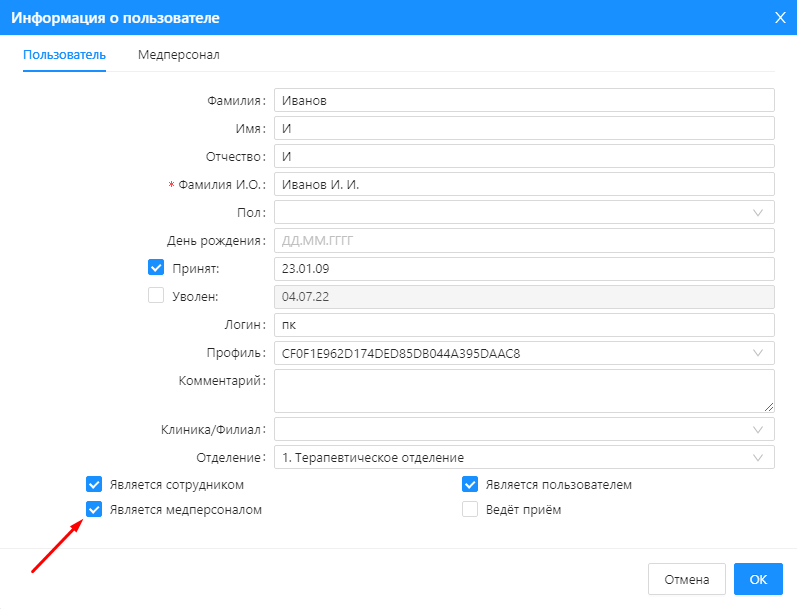 Информация о пользователе
Пользователь Медперсонал
Фамилия: Иванов
Имя: И
Отчество: И
* Фамилия И.О.: Иванов И. И.
Пол:
День рождения: ДД.ММ.ГГГГ
Принят: 23.01.09
Уволен: 04.07.22
Логин: пк
Профиль: CF0F1E962D174DED85DB044A395DAAC8
Комментарий:
Клиника/Филиал:
Отделение: 1. Терапевтическое отделение
Является сотрудником Является пользователем
Является медперсоналом Ведёт приём
Отмена ОК